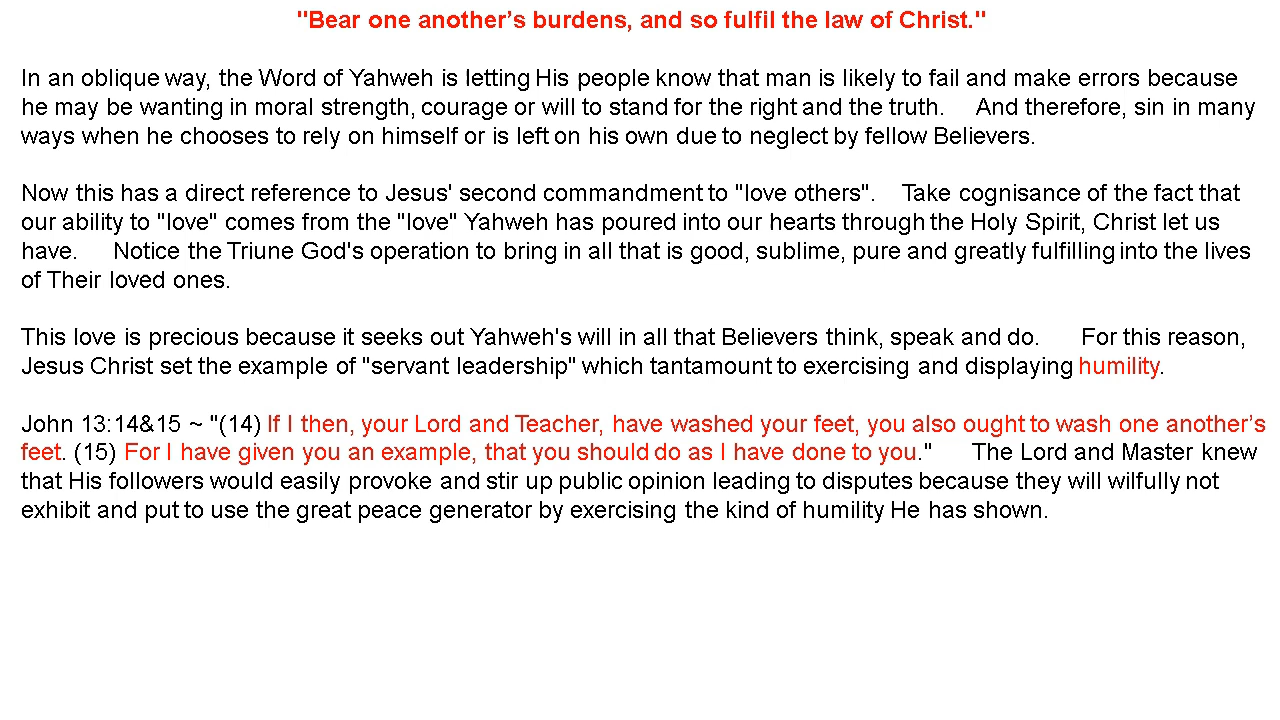 "Bear one another’s burdens, and so fulfil the law of Christ."
In an oblique way, the Word of Yahweh is letting His people know that man is likely to fail and make errors because
he may be wanting in moral strength, courage or will to stand for the right and the truth. And therefore, sin in many
ways when he chooses to rely on himself or is left on his own due to neglect by fellow Believers.
Now this has a direct reference to Jesus' second commandment to "love others". Take cognisance of the fact that
our ability to "love" comes from the "love" Yahweh has poured into our hearts through the Holy Spirit, Christ let us
have. Notice the Triune God's operation to bring in all that is good, sublime, pure and greatly fulfilling into the lives
of Their loved ones.
This love is precious because it seeks out Yahweh's will in all that Believers think, speak and do. For this reason,
Jesus Christ set the example of "servant leadership" which tantamount to exercising and displaying humility.
John 13:14&15 ~ "(14) If I then, your Lord and Teacher, have washed your feet, you also ought to wash one another’s
feet. (15) For I have given you an example, that you should do as I have done to you." The Lord and Master knew
that His followers would easily provoke and stir up public opinion leading to disputes because they will wilfully not
exhibit and put to use the great peace generator by exercising the kind of humility He has shown.